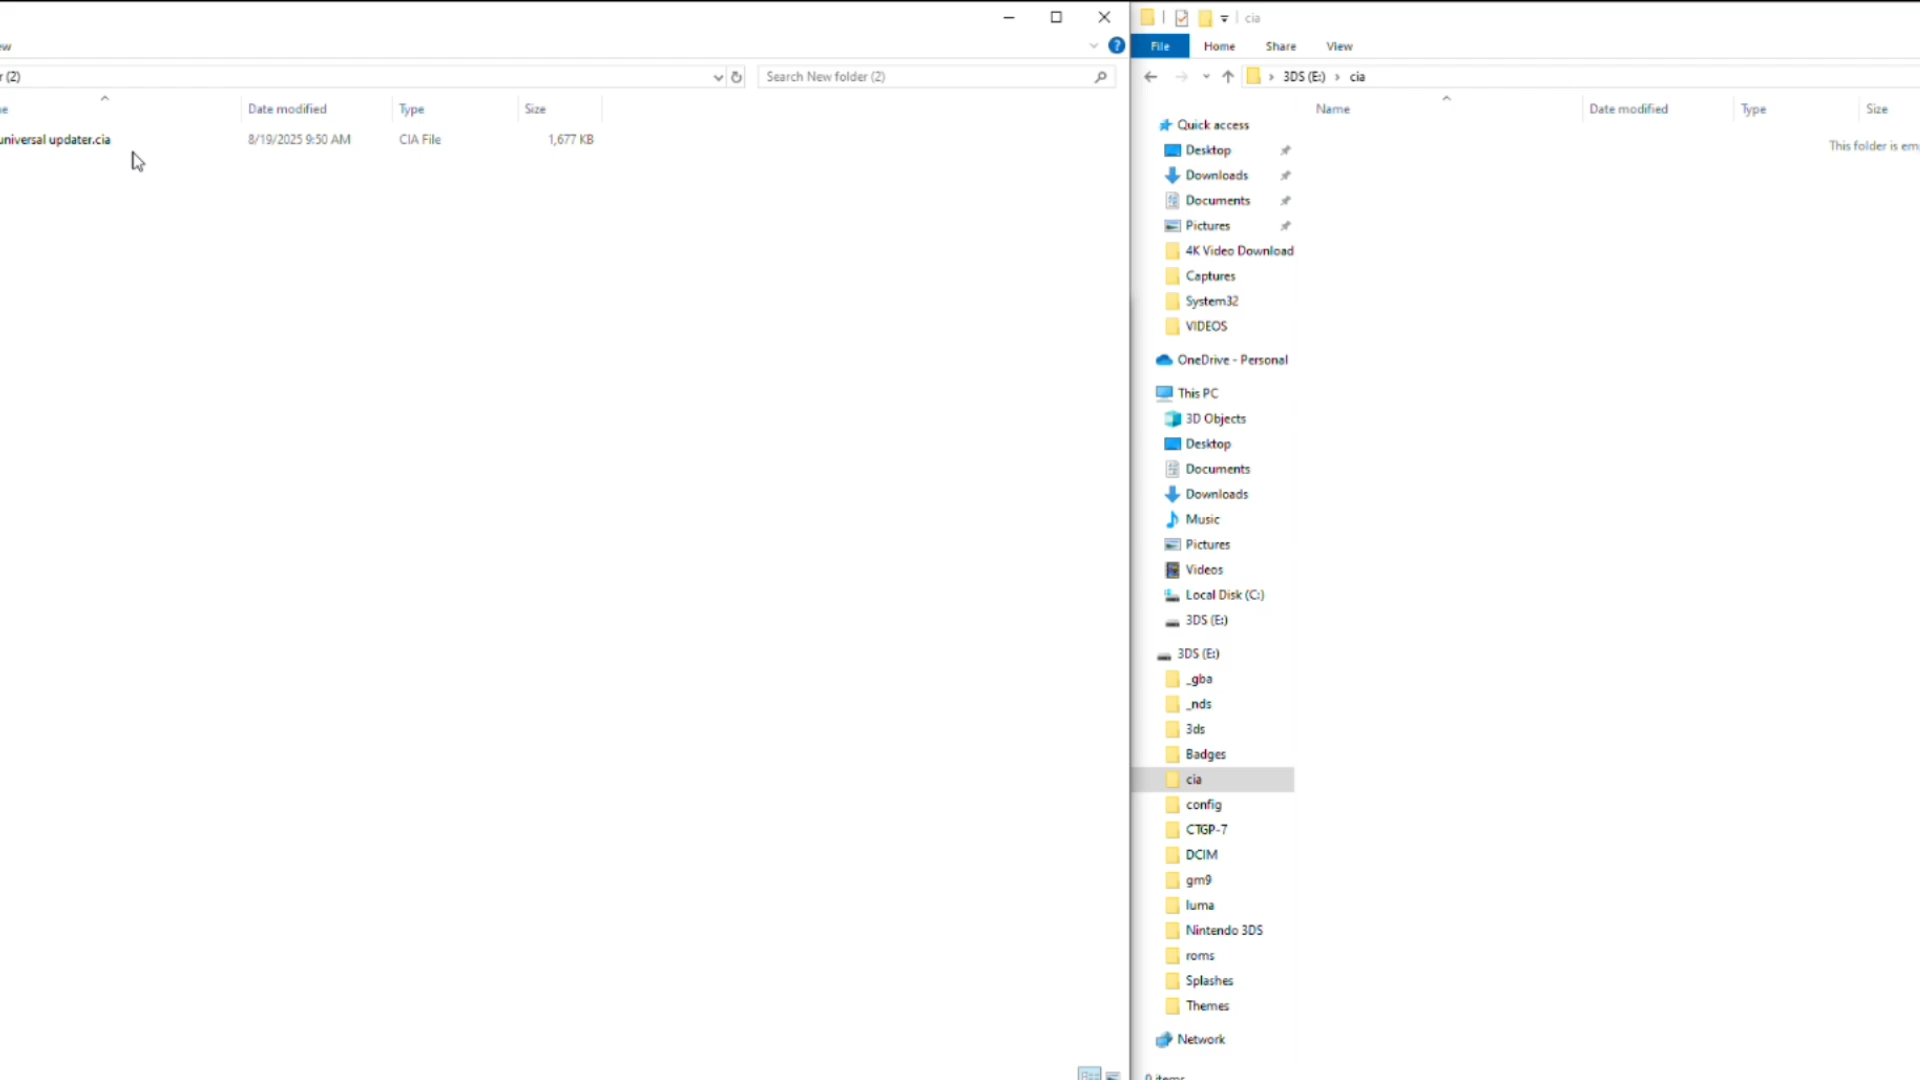 ew
r (2)
Search New folder (2)
e
Date modified
Type
Size
universal updater.cia
8/19/2025 9:50 AM
CIA File
1,677 KB
cia
File
Home
Share
View
3DS (E:)
cia
Name
Date modified
Type
Size
This folder is em
Quick access
Desktop
Downloads
Documents
Pictures
4K Video Download
Captures
System32
VIDEOS
OneDrive - Personal
This PC
3D Objects
Desktop
Documents
Downloads
Music
Pictures
Videos
Local Disk (C:)
3DS (E:)
3DS (E:)
_gba
_nds
3ds
Badges
cia
config
CTGP-7
DCIM
gm9
luma
Nintendo 3DS
roms
Splashes
Themes
Network
0 items